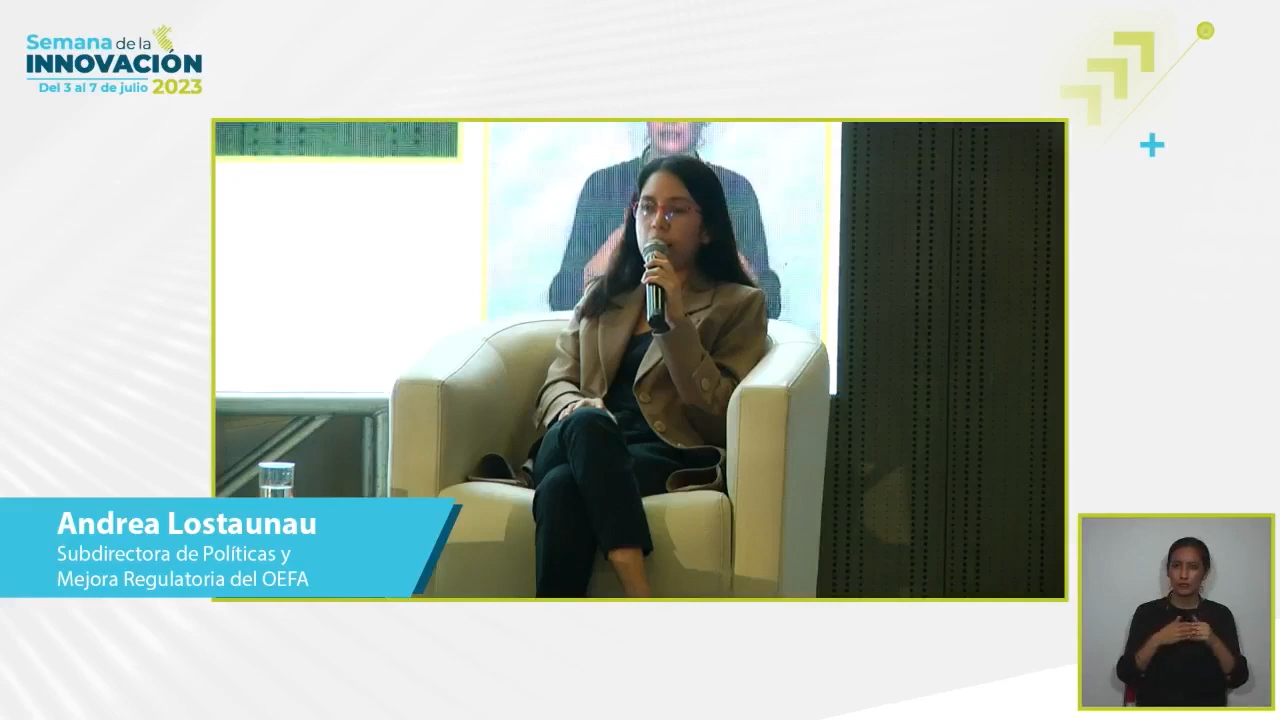 Semana de la
INNOVACIÓN
Del 3 al 7 de julio 2023
Andrea Lostaunau
Subdirectora de Políticas y
Mejora Regulatoria del OEFA